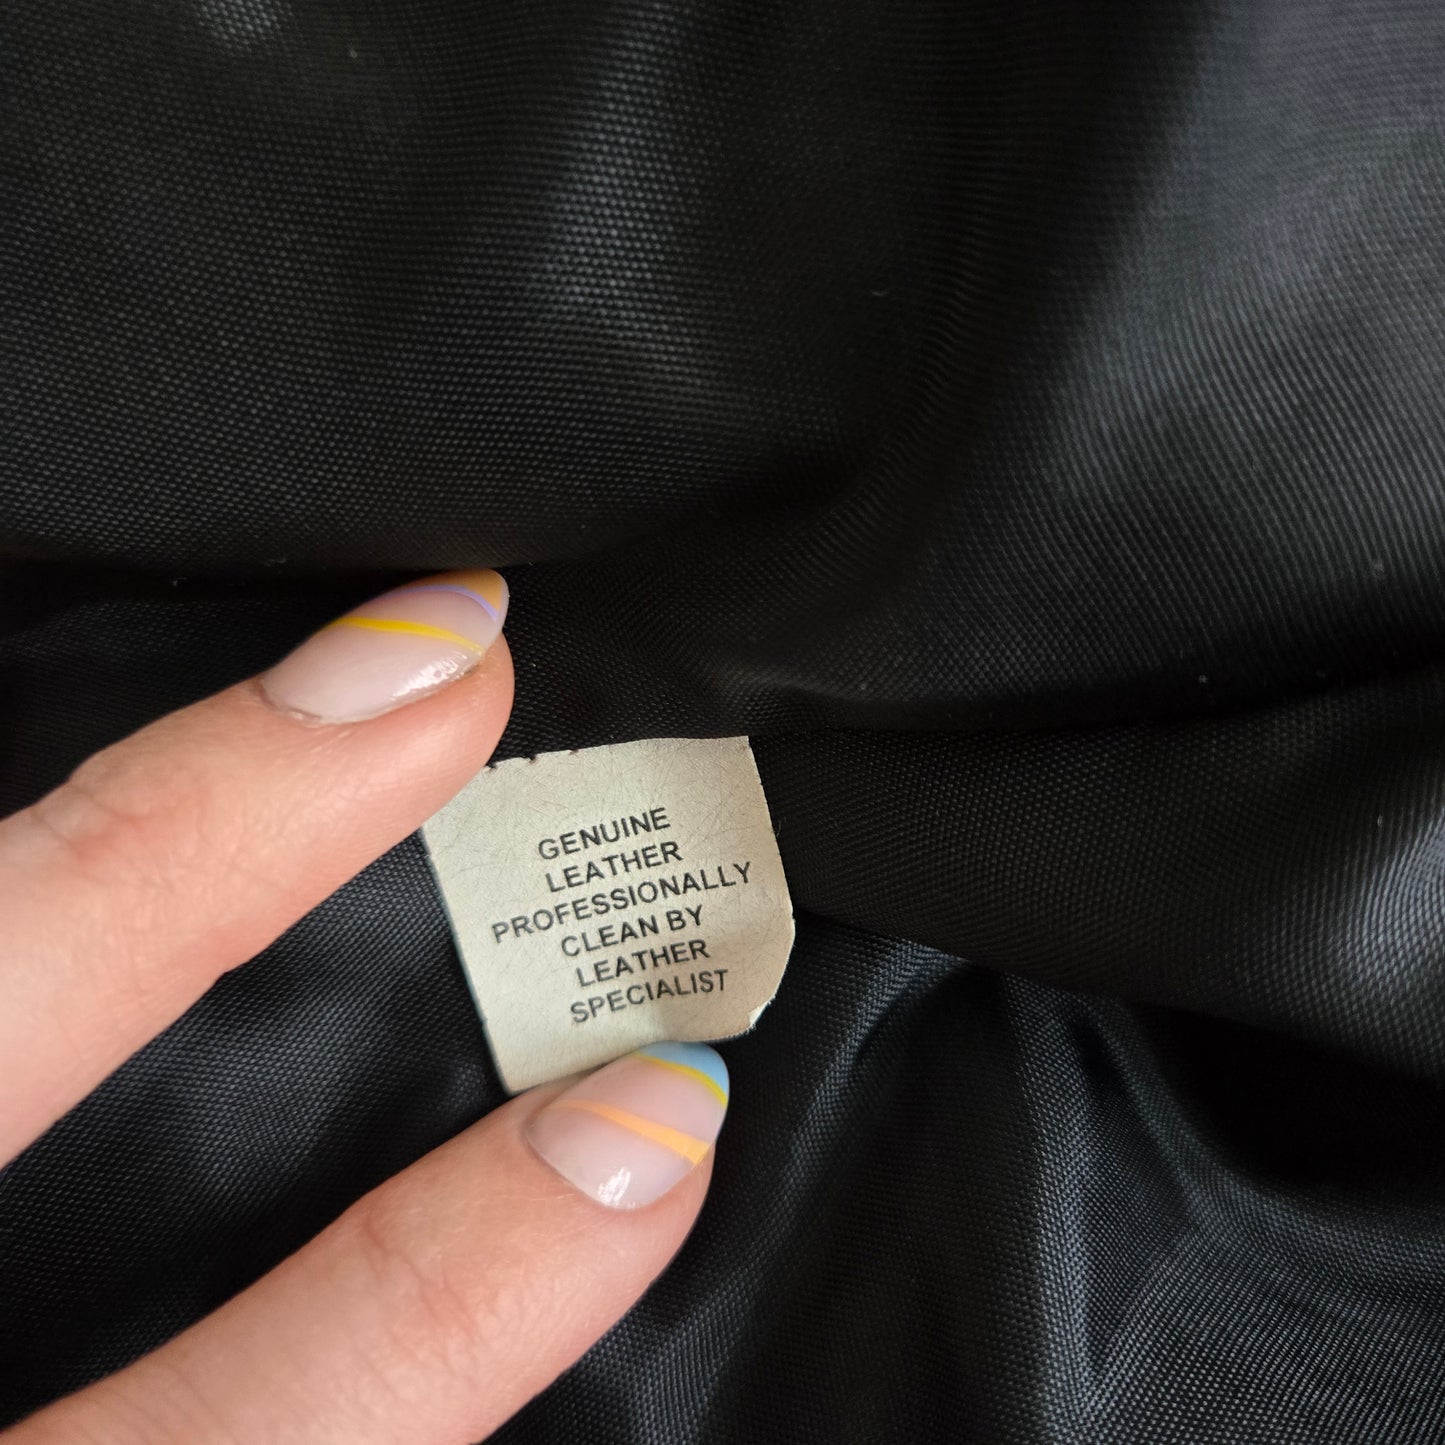 GENUINE
LEATHER
PROFESSIONALLY
CLEAN BY
LEATHER
SPECIALIST